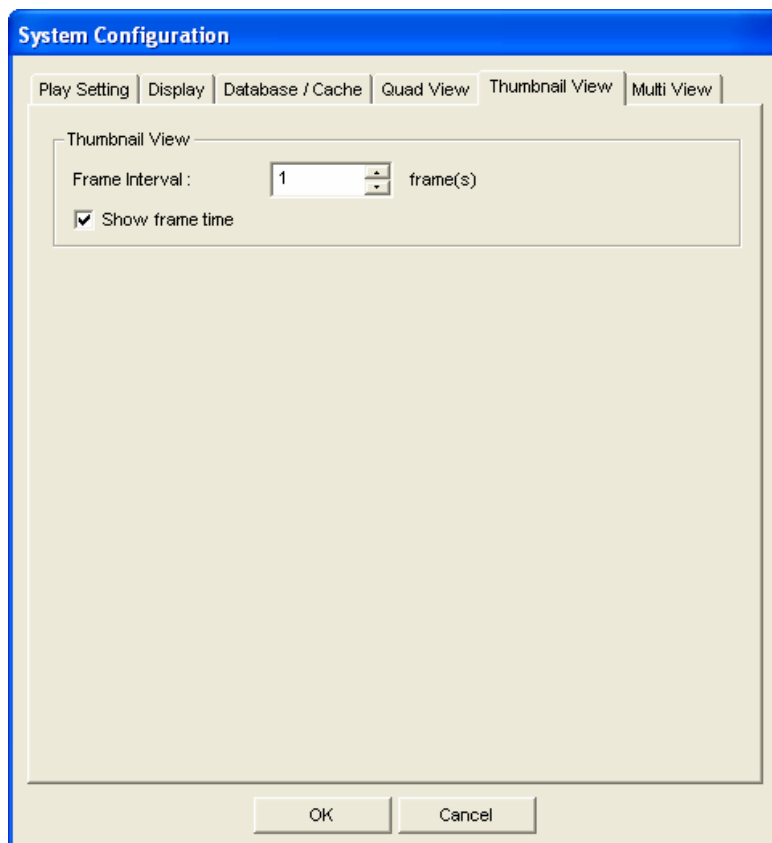 System Configuration
Play Setting Display Database / Cache Quad View Thumbnail View Multi View
Thumbnail View
Frame Interval : 1 frame(s)
Show frame time
OK Cancel